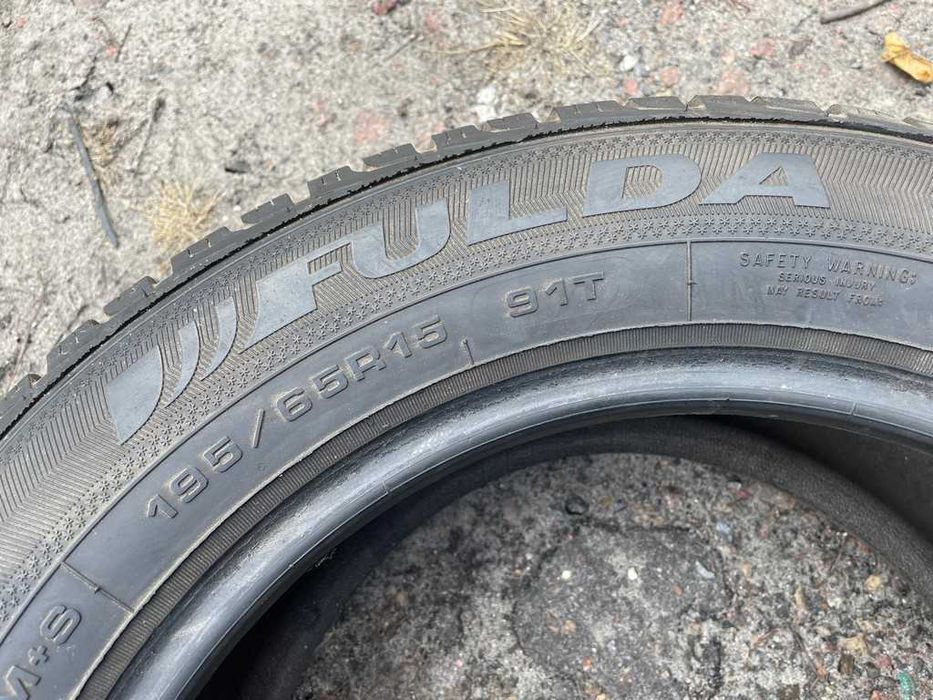 FULDA
195/65R15 91T
SAFETY WARNING:
SERIOUS INJURY
MAY RESULT FROM:
M+S